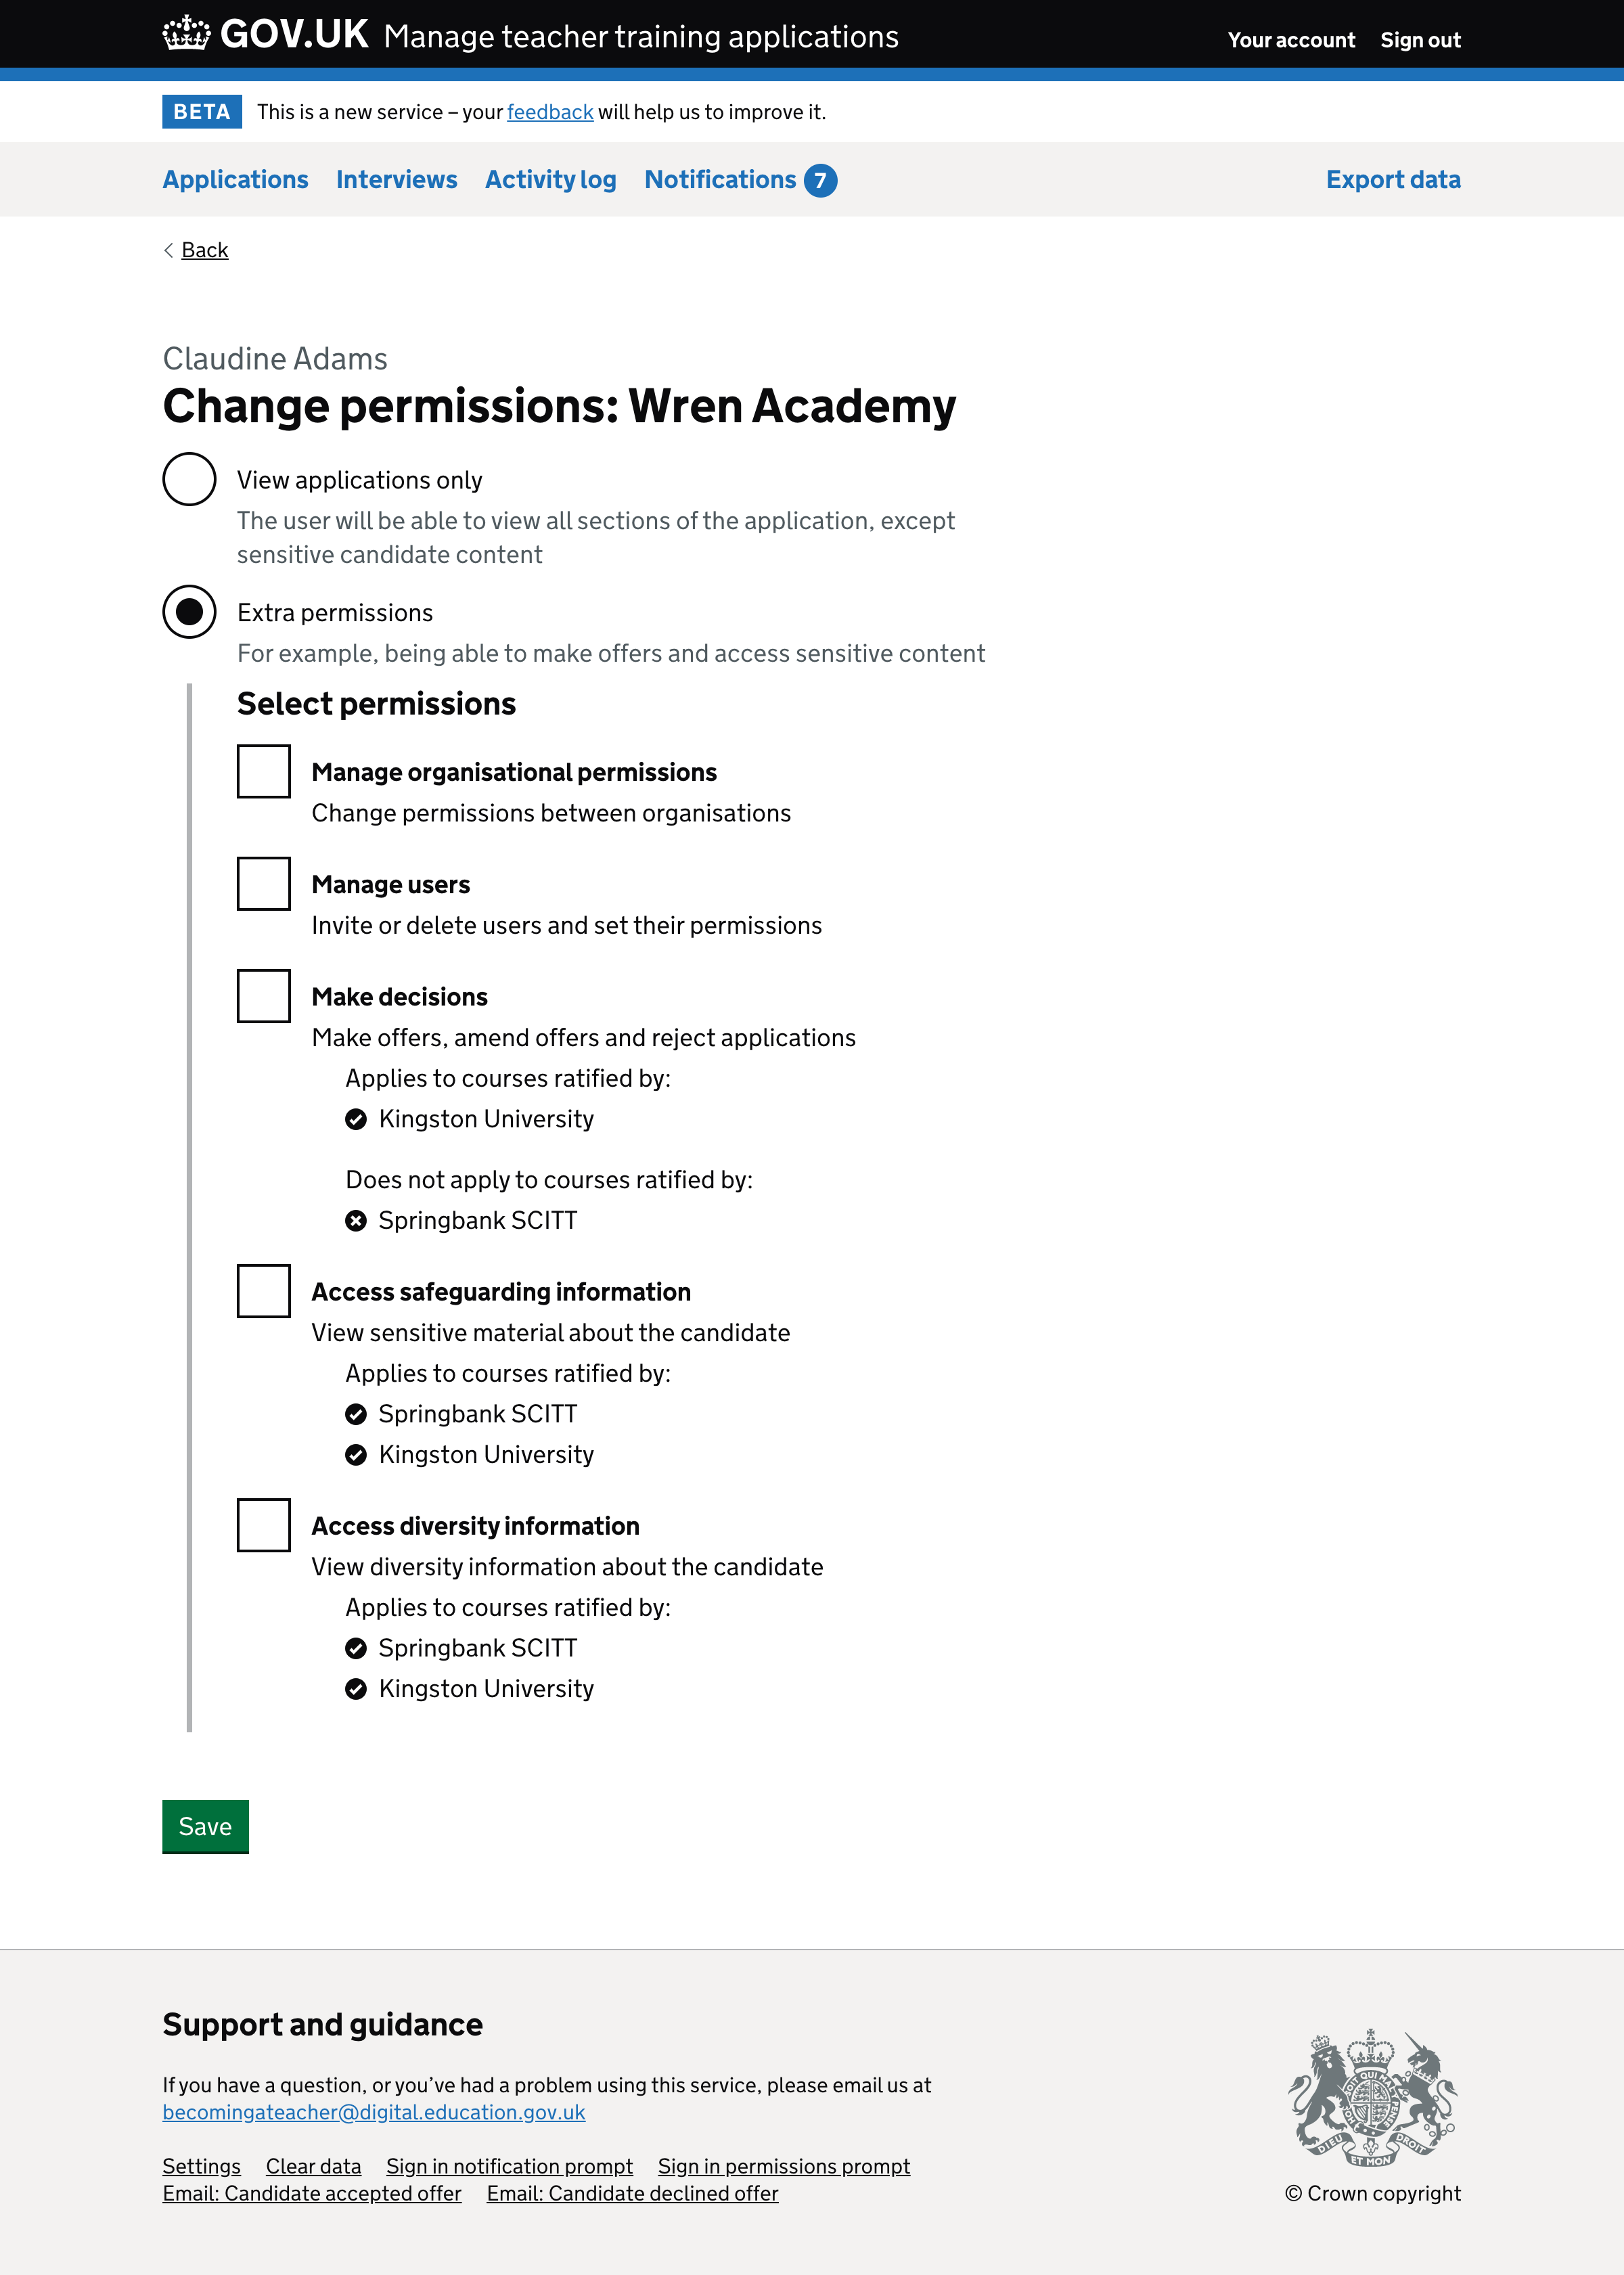 GOV.UK Manage teacher training applications
Your account Sign out
BETA This is a new service – your feedback will help us to improve it.
Applications Interviews Activity log Notifications 7 Export data
Back
Claudine Adams
Change permissions: Wren Academy
View applications only
The user will be able to view all sections of the application, except
sensitive candidate content
Extra permissions
For example, being able to make offers and access sensitive content
Select permissions
Manage organisational permissions
Change permissions between organisations
Manage users
Invite or delete users and set their permissions
Make decisions
Make offers, amend offers and reject applications
Applies to courses ratified by:
Kingston University
Does not apply to courses ratified by:
Springbank SCITT
Access safeguarding information
View sensitive material about the candidate
Applies to courses ratified by:
Springbank SCITT
Kingston University
Access diversity information
View diversity information about the candidate
Applies to courses ratified by:
Springbank SCITT
Kingston University
Save
Support and guidance
If you have a question, or you’ve had a problem using this service, please email us at
becomingateacher@digital.education.gov.uk
Settings Clear data Sign in notification prompt Sign in permissions prompt
Email: Candidate accepted offer Email: Candidate declined offer
DIEU ET MON DROIT
© Crown copyright